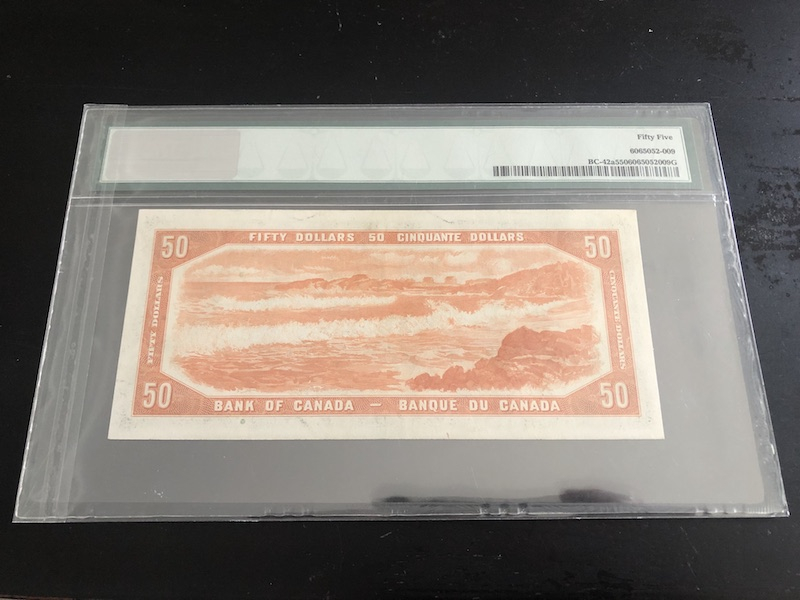 Fifty Five
6065052-009
BC-42a5506065052009G
FIFTY DOLLARS 50 CINQUANTE DOLLARS
50
50
FIFTY DOLLARS
CINQUANTE DOLLARS
50
50
BANK OF CANADA — BANQUE DU CANADA